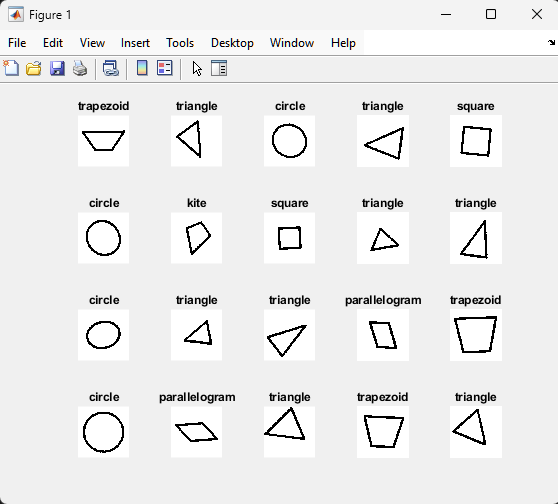 Figure 1
File Edit View Insert Tools Desktop Window Help
trapezoid triangle circle triangle square
circle kite square triangle triangle
circle triangle triangle parallelogram trapezoid
circle parallelogram triangle trapezoid triangle